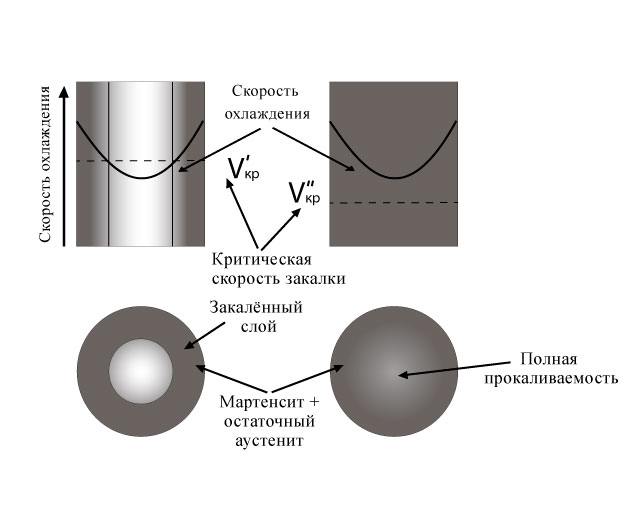 Скорость охлаждения
Скорость
охлаждения
V′кр
V″кр
Критическая
скорость закалки
Закалённый
слой
Полная
прокаливаемость
Мартенсит +
остаточный
аустенит